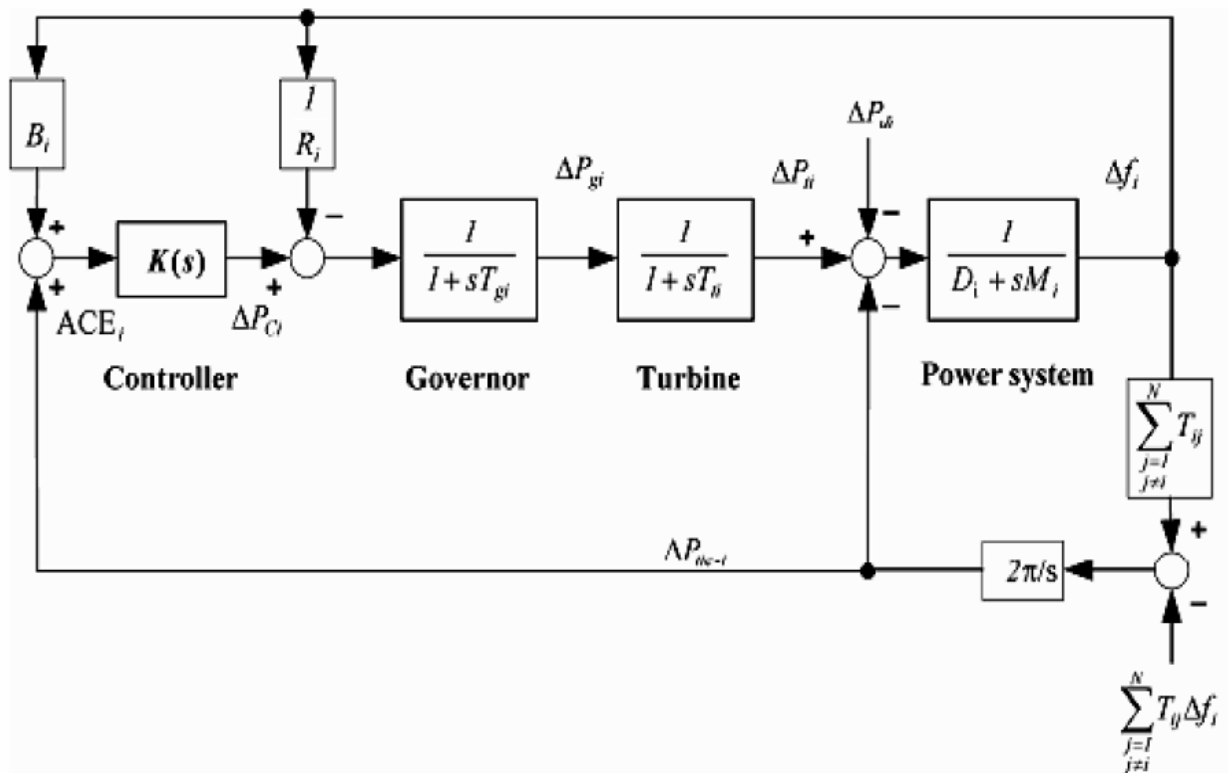 B_i
1
R_i
ΔP_di
ΔP_gi
ΔP_ti
Δf_i
+
−
−
+
K(s)
1
1 + sT_gi
1
1 + sT_ti
1
D_i + sM_i
+
+
−
ACE_i
ΔP_Ci
Controller
Governor
Turbine
Power system
N
∑ T_ij
j=1
j≠i
+
ΔP_tie-i
2π/s
−
N
∑ T_ij Δf_i
j=1
j≠i